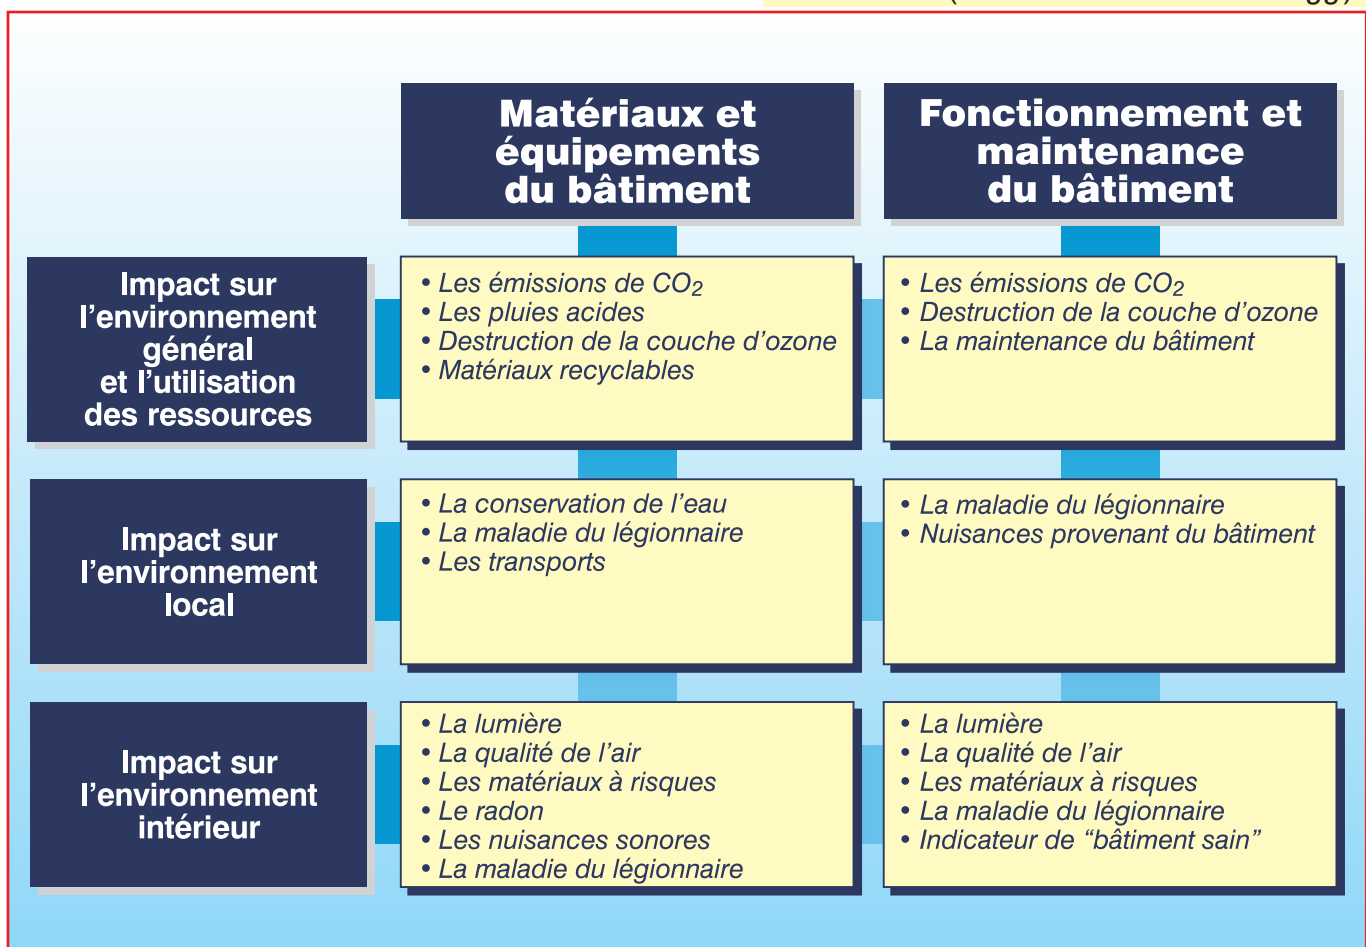 Matériaux et
équipements
du bâtiment
Fonctionnement et
maintenance
du bâtiment
Impact sur
l'environnement
général
et l'utilisation
des ressources
• Les émissions de CO2
• Les pluies acides
• Destruction de la couche d'ozone
• Matériaux recyclables
• Les émissions de CO2
• Destruction de la couche d'ozone
• La maintenance du bâtiment
Impact sur
l'environnement
local
• La conservation de l'eau
• La maladie du légionnaire
• Les transports
• La maladie du légionnaire
• Nuisances provenant du bâtiment
Impact sur
l'environnement
intérieur
• La lumière
• La qualité de l'air
• Les matériaux à risques
• Le radon
• Les nuisances sonores
• La maladie du légionnaire
• La lumière
• La qualité de l'air
• Les matériaux à risques
• La maladie du légionnaire
• Indicateur de “bâtiment sain”